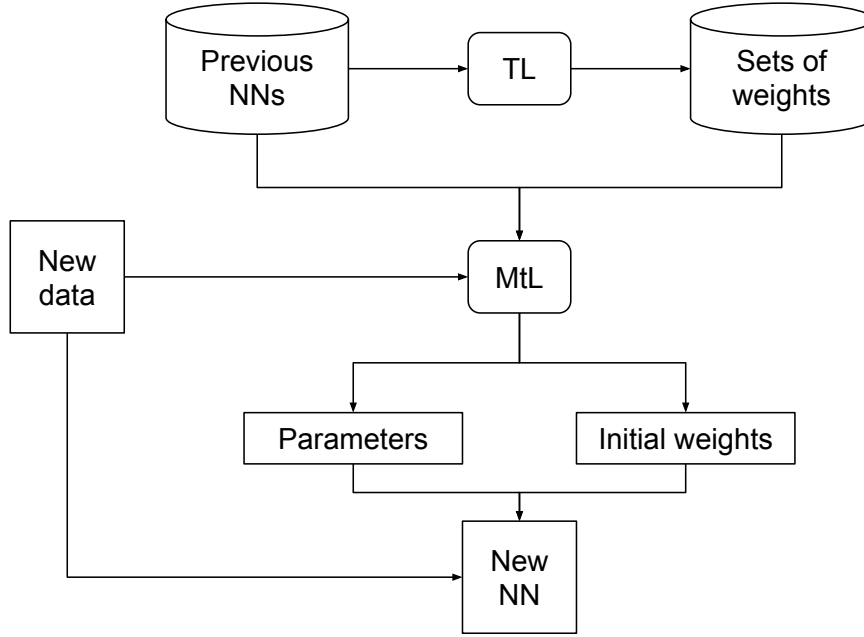 Previous
NNs
TL
Sets of
weights
New
data
MtL
Parameters
Initial weights
New
NN